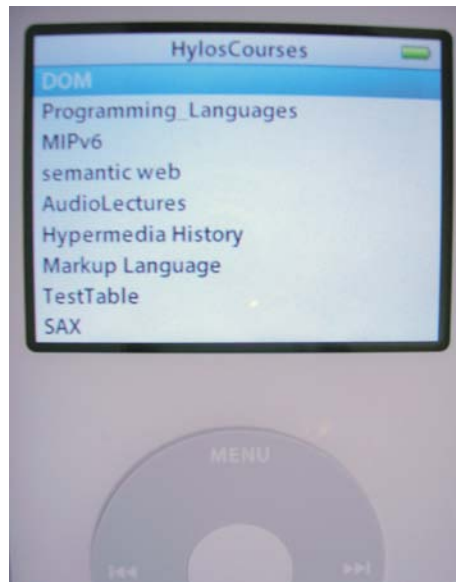 HylosCourses
DOM
Programming_Languages
MIPv6
semantic web
AudioLectures
Hypermedia History
Markup Language
TestTable
SAX
MENU